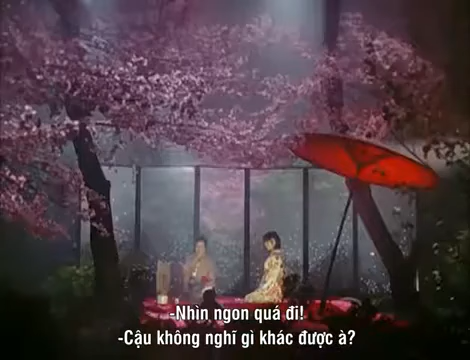 -Nhìn ngon quá đi!
-Cậu không nghĩ gì khác được à?